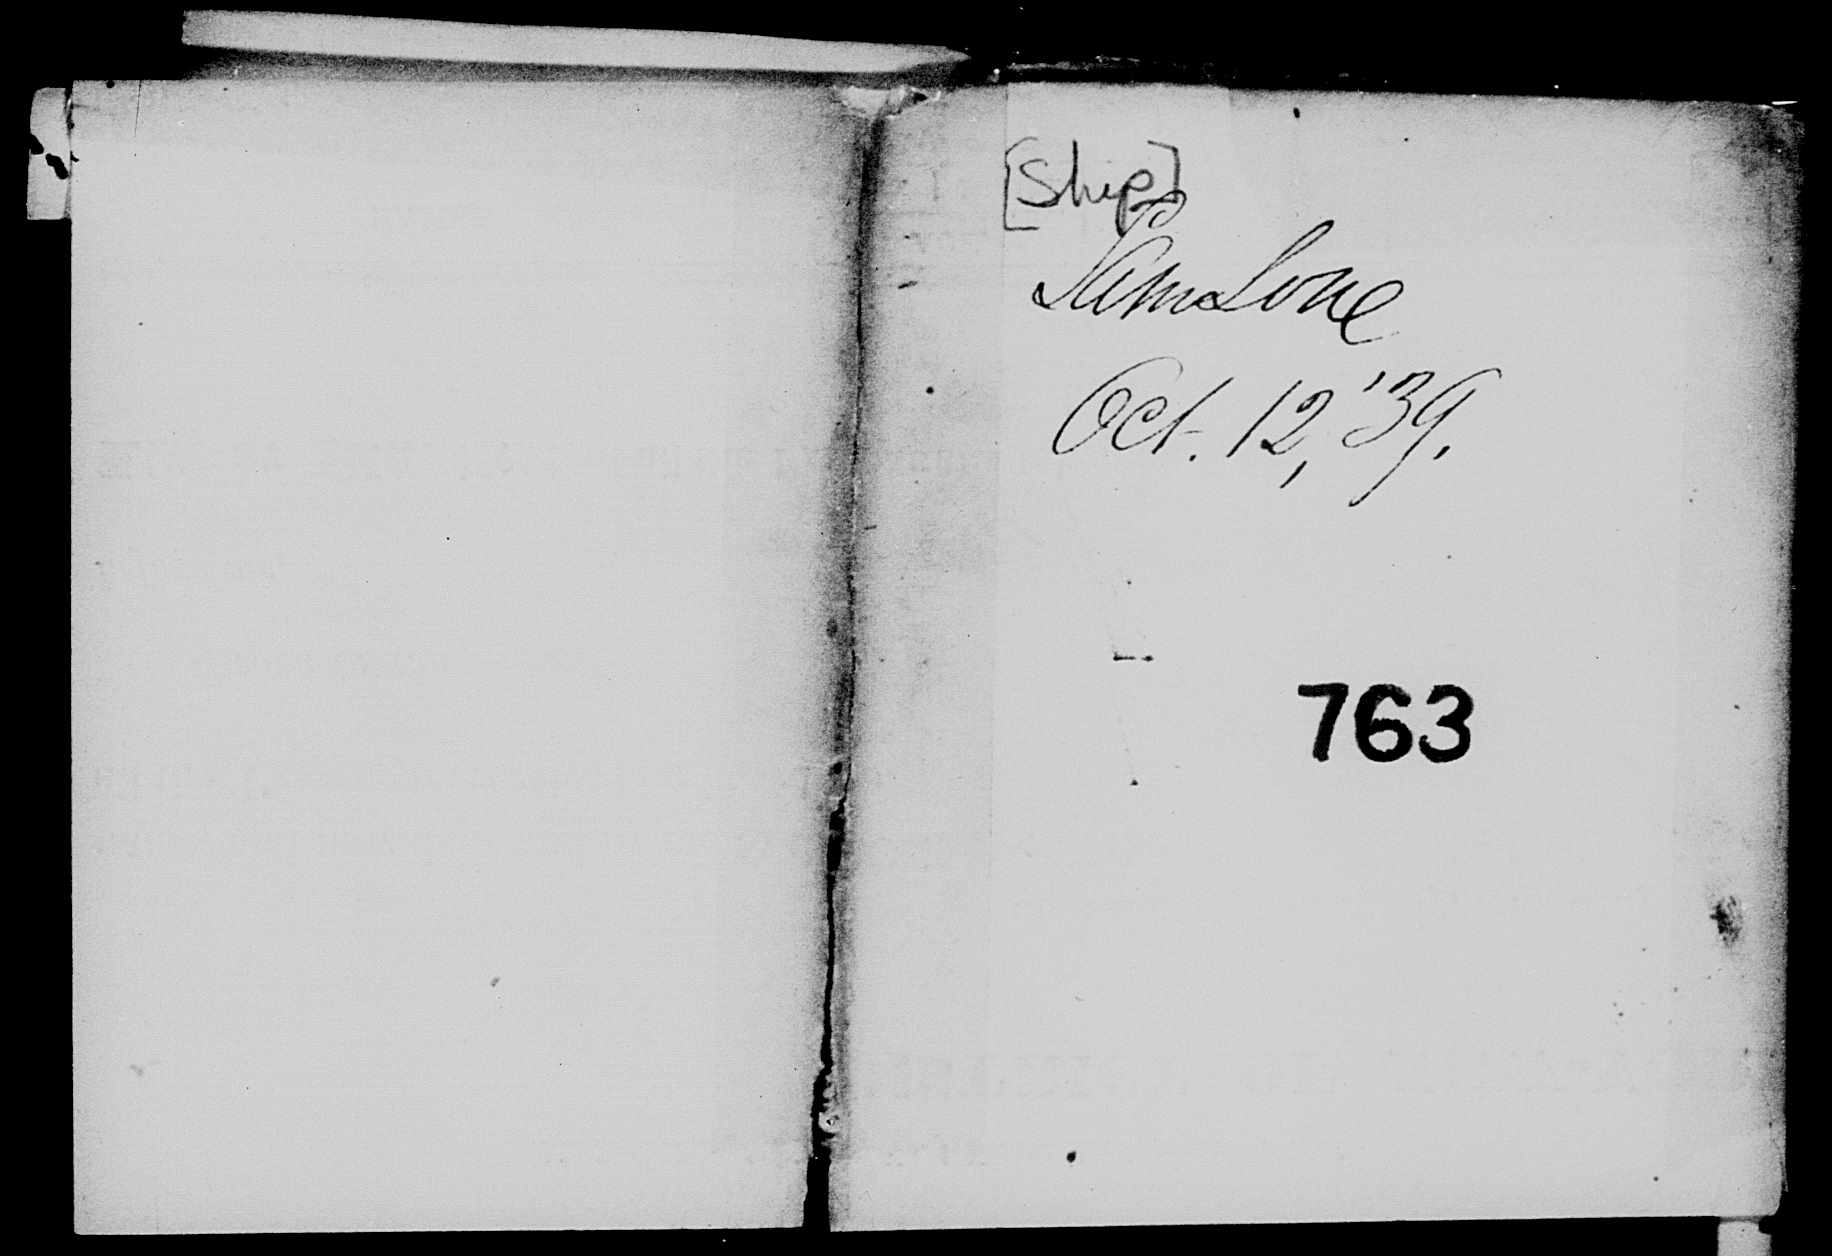 [Ship]
Oct. 12, '39.
763